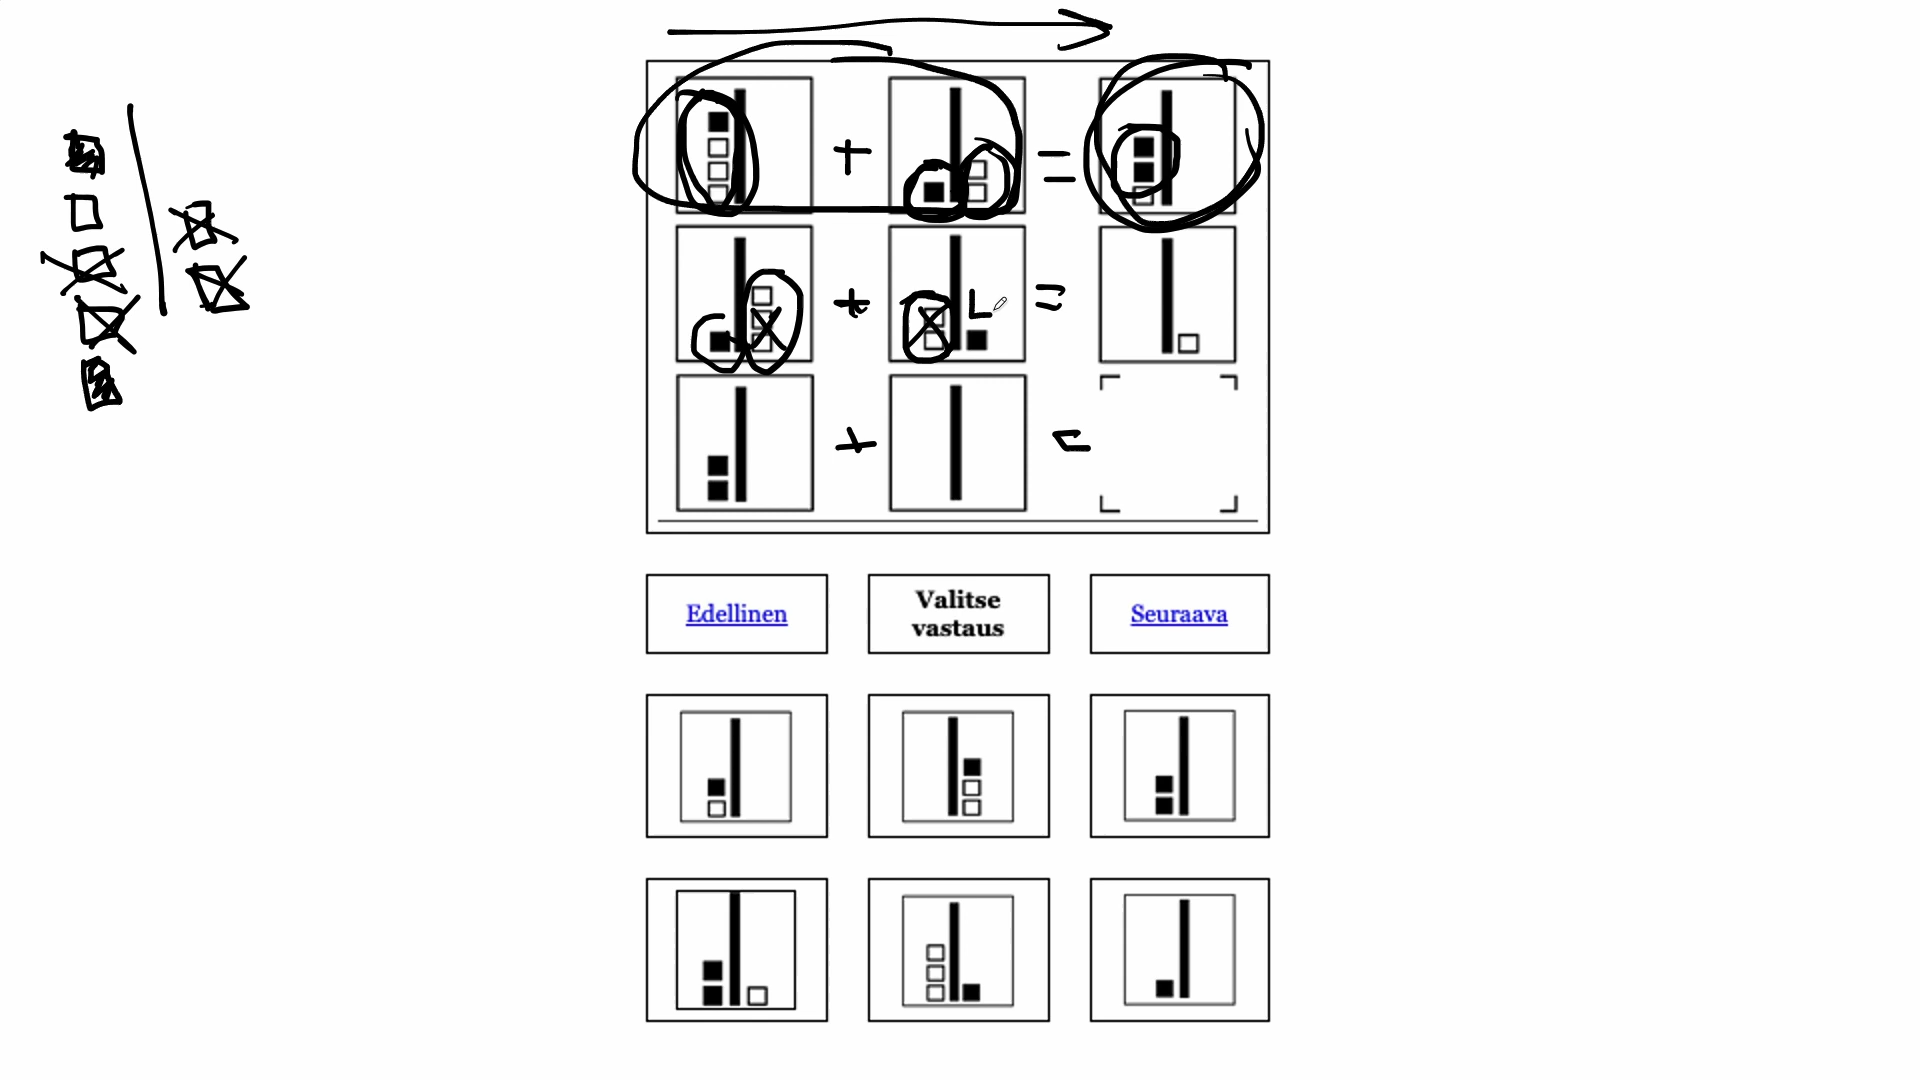 + =
+ =
+ =
Edellinen
Valitse
vastaus
Seuraava